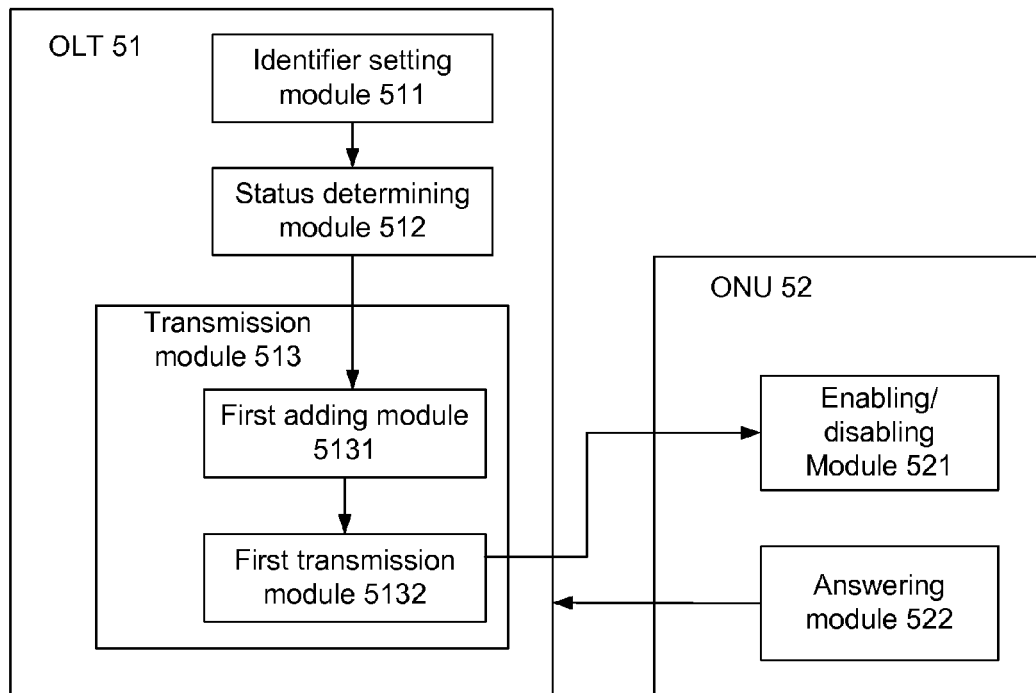 OLT 51
Identifier setting
module 511
Status determining
module 512
Transmission
module 513
First adding module
5131
First transmission
module 5132
ONU 52
Enabling/
disabling
Module 521
Answering
module 522